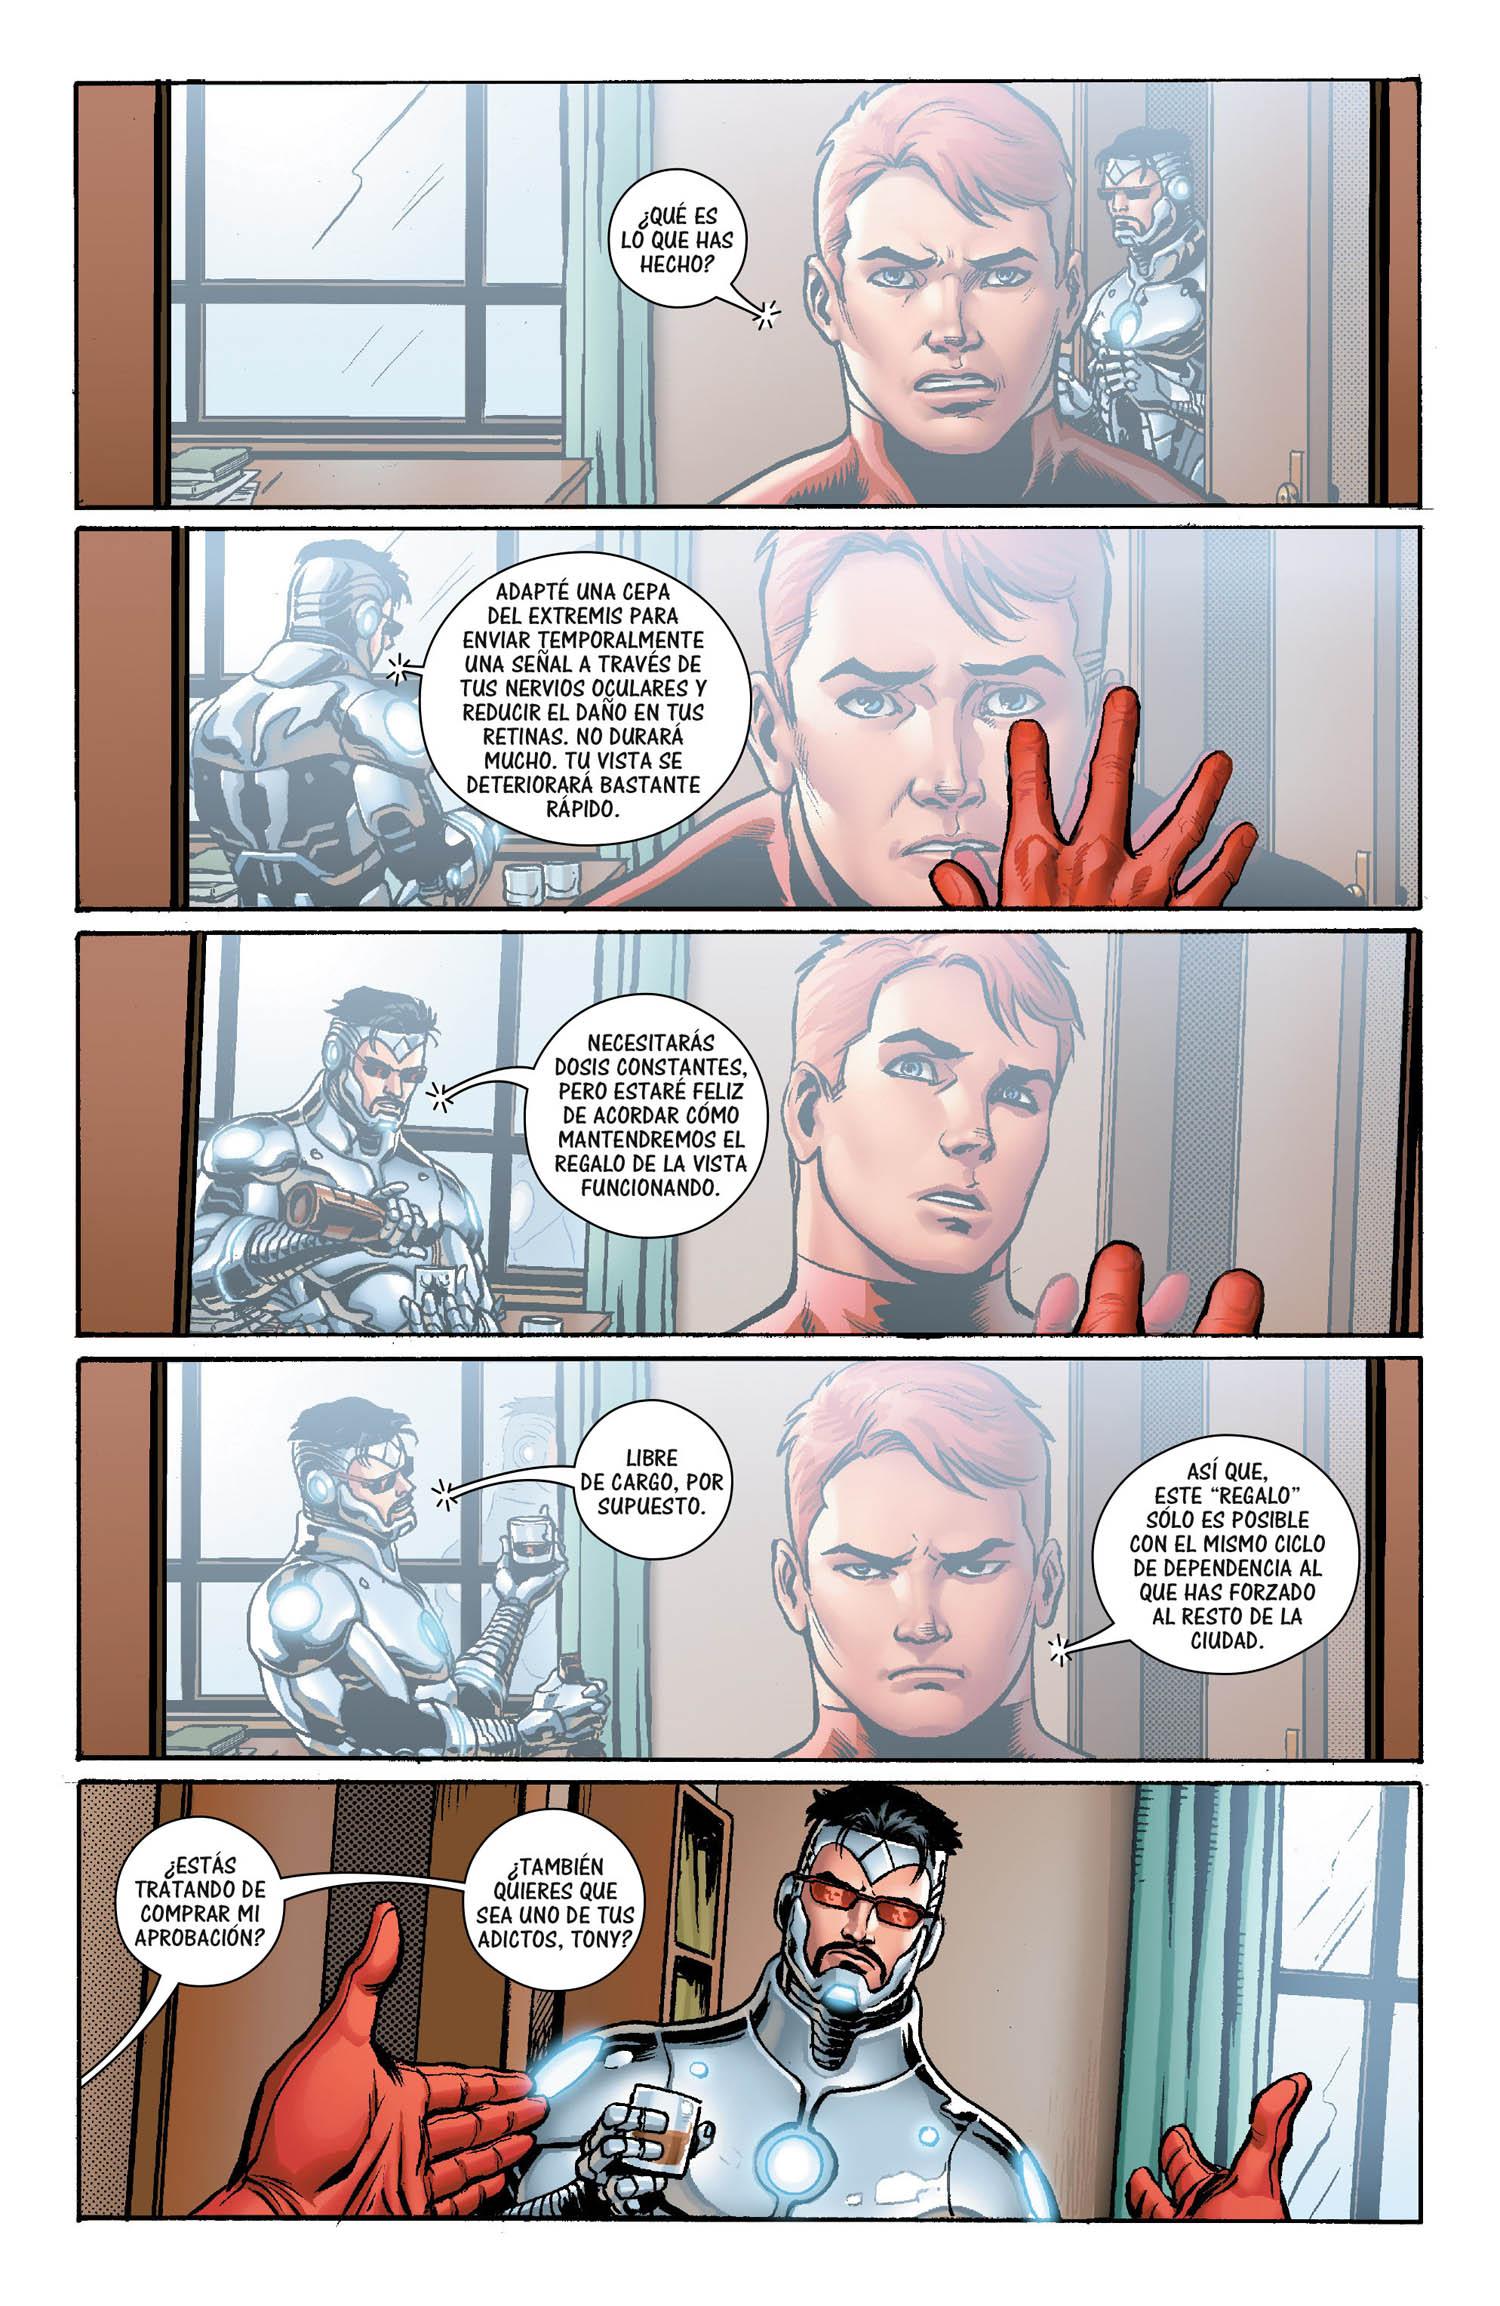 ¿QUÉ ES
LO QUE HAS
HECHO?
ADAPTÉ UNA CEPA
DEL EXTREMIS PARA
ENVIAR TEMPORALMENTE
UNA SEÑAL A TRAVÉS DE
TUS NERVIOS OCULARES Y
REDUCIR EL DAÑO EN TUS
RETINAS. NO DURARÁ
MUCHO. TU VISTA SE
DETERIORARÁ BASTANTE
RÁPIDO.
NECESITARÁS
DOSIS CONSTANTES,
PERO ESTARÉ FELIZ
DE ACORDAR CÓMO
MANTENDREMOS EL
REGALO DE LA VISTA
FUNCIONANDO.
LIBRE
DE CARGO, POR
SUPUESTO.
ASÍ QUE,
ESTE “REGALO”
SÓLO ES POSIBLE
CON EL MISMO CICLO
DE DEPENDENCIA AL
QUE HAS FORZADO
AL RESTO DE LA
CIUDAD.
¿ESTÁS
TRATANDO DE
COMPRAR MI
APROBACIÓN?
¿TAMBIÉN
QUIERES QUE
SEA UNO DE TUS
ADICTOS, TONY?